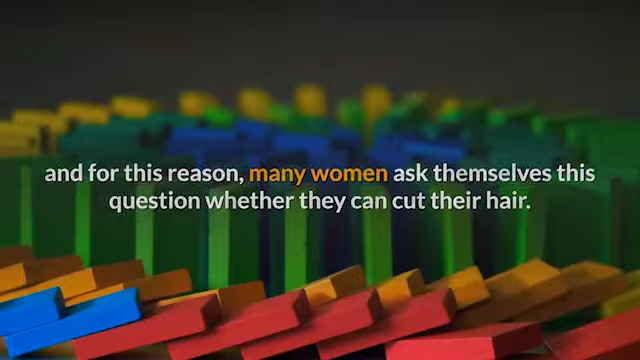 and for this reason, many women ask themselves this
question whether they can cut their hair.